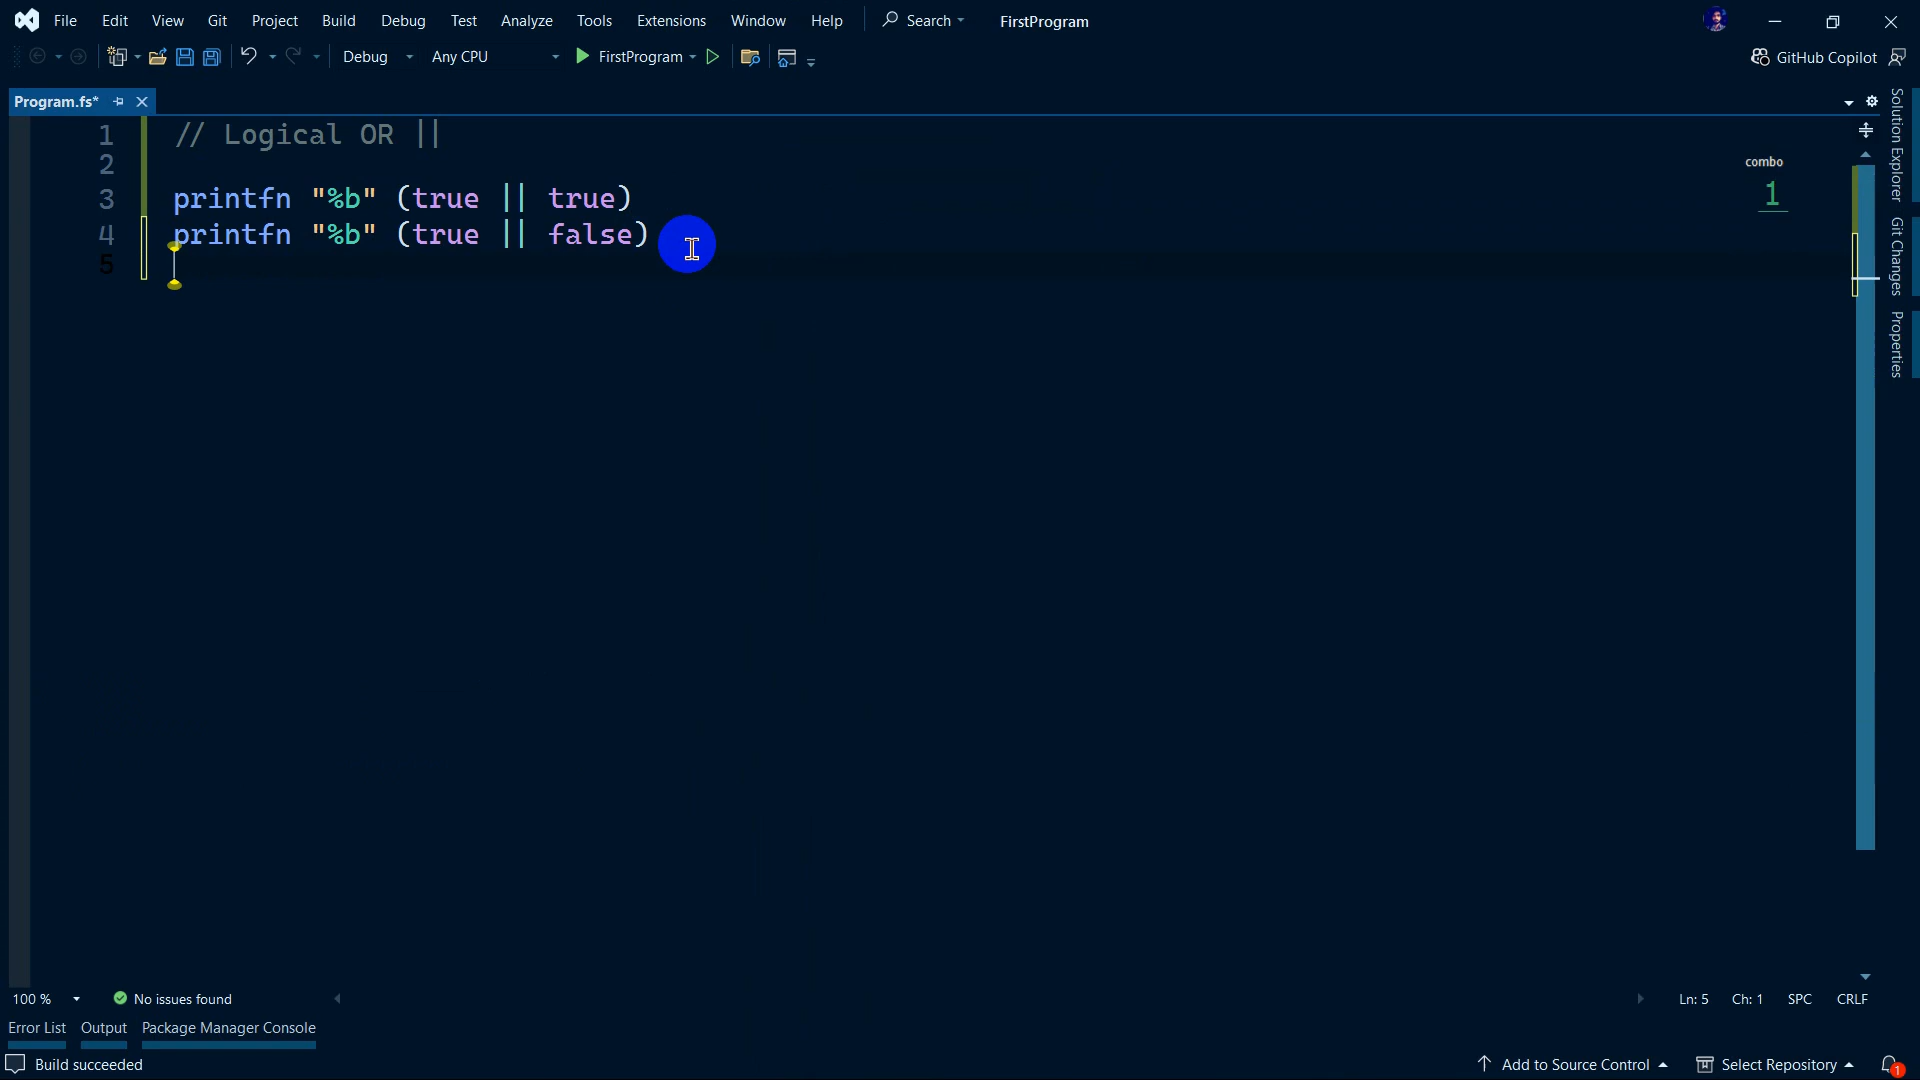 File Edit View Git Project Build Debug Test Analyze Tools Extensions Window Help Search FirstProgram
Debug Any CPU FirstProgram GitHub Copilot
Program.fs*
1 // Logical OR ||
2
3 printfn "%b" (true || true)
4 printfn "%b" (true || false)
5
combo
1
Solution Explorer
Git Changes
Properties
100 % No issues found Ln: 5 Ch: 1 SPC CRLF
Error List Output Package Manager Console
Build succeeded Add to Source Control Select Repository 1